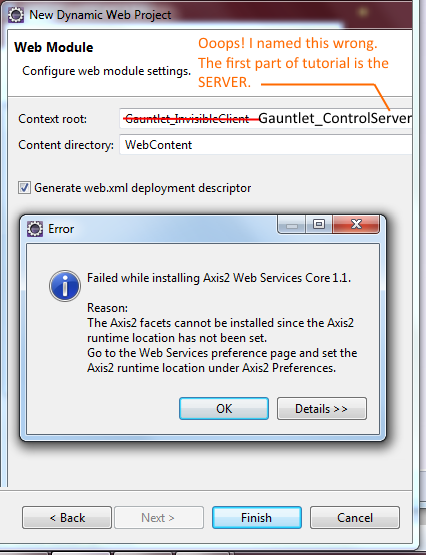 New Dynamic Web Project
Web Module
Configure web module settings.
Ooops! I named this wrong.
The first part of tutorial is the
SERVER.
Context root:
Gauntlet_InvisibleClient Gauntlet_ControlServer
Content directory:
WebContent
Generate web.xml deployment descriptor
Error
Failed while installing Axis2 Web Services Core 1.1.
Reason:
The Axis2 facets cannot be installed since the Axis2
runtime location has not been set.
Go to the Web Services preference page and set the
Axis2 runtime location under Axis2 Preferences.
OK
Details >>
< Back
Next >
Finish
Cancel